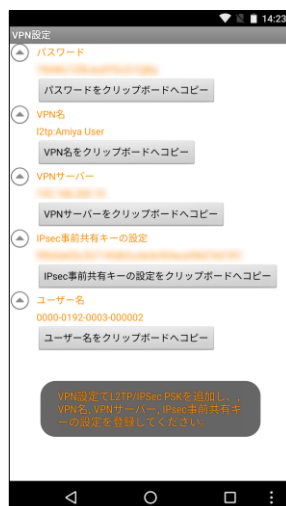 14:23
VPN設定
パスワード
パスワードをクリップボードへコピー
VPN名
l2tp:Amiya User
VPN名をクリップボードへコピー
VPNサーバー
VPNサーバーをクリップボードへコピー
IPsec事前共有キーの設定
IPsec事前共有キーの設定をクリップボードへコピー
ユーザー名
0000-0192-0003-000002
ユーザー名をクリップボードへコピー
VPN設定でL2TP/IPSec PSKを追加し、,
VPN名, VPNサーバー, IPsec事前共有キ
ーの設定を登録してください。